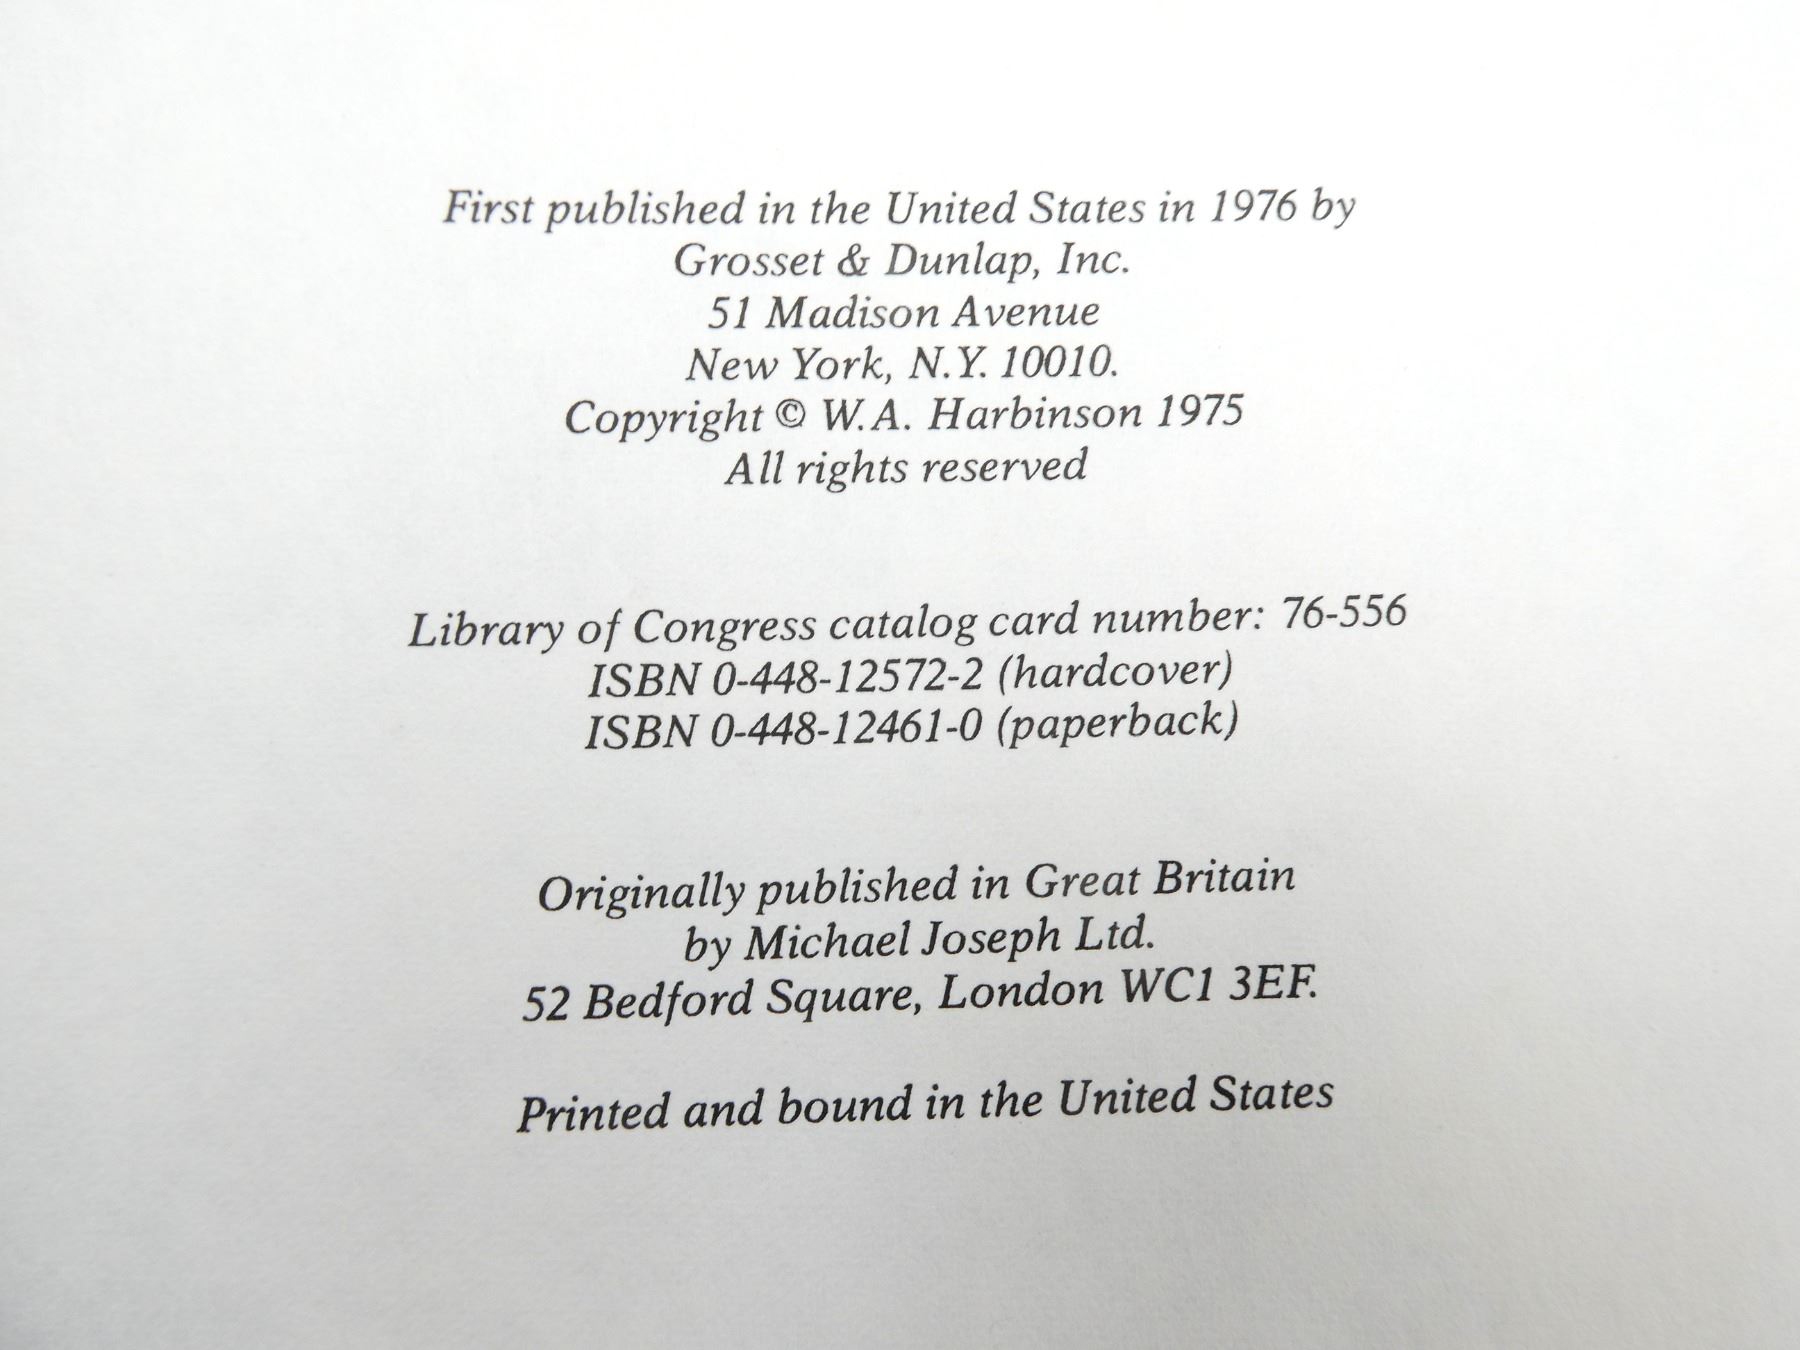 First published in the United States in 1976 by
Grosset & Dunlap, Inc.
51 Madison Avenue
New York, N.Y. 10010.
Copyright © W.A. Harbinson 1975
All rights reserved
Library of Congress catalog card number: 76-556
ISBN 0-448-12572-2 (hardcover)
ISBN 0-448-12461-0 (paperback)
Originally published in Great Britain
by Michael Joseph Ltd.
52 Bedford Square, London WC1 3EF.
Printed and bound in the United States